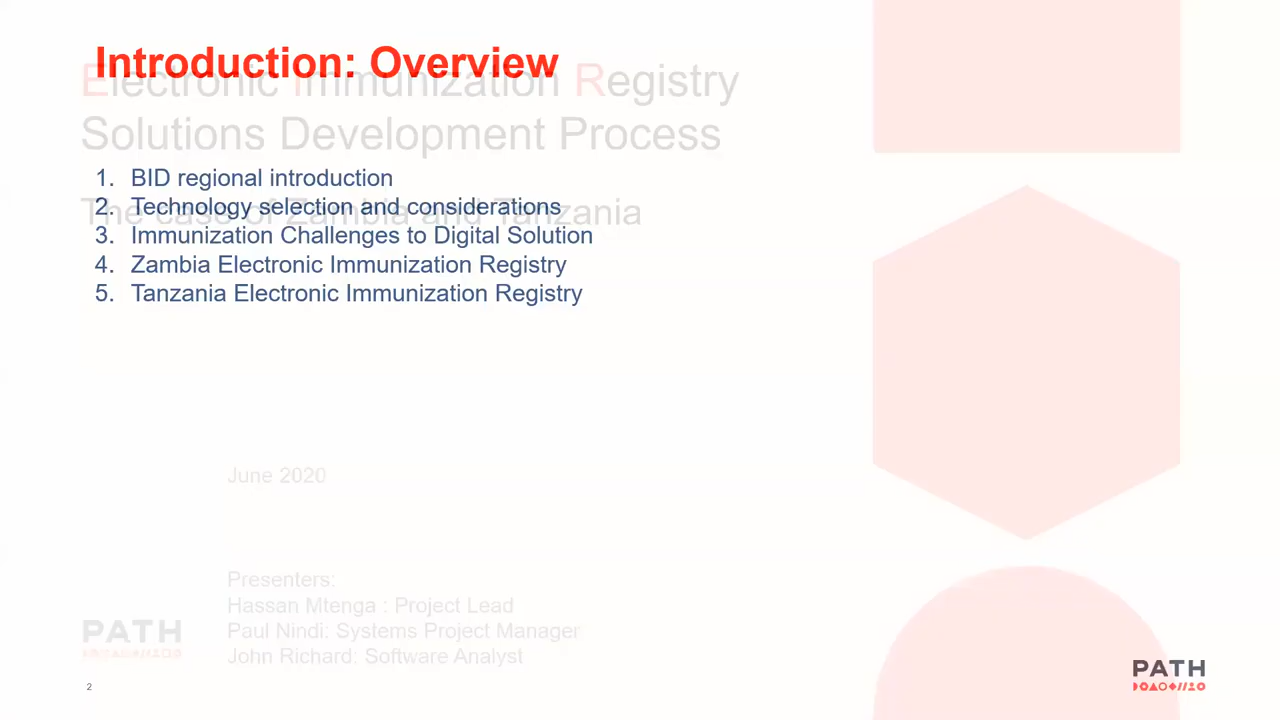 Introduction: Overview
Electronic Immunization Registry
Solutions Development Process
1. BID regional introduction
2. Technology selection and considerations
The case of Zambia and Tanzania
3. Immunization Challenges to Digital Solution
4. Zambia Electronic Immunization Registry
5. Tanzania Electronic Immunization Registry
June 2020
Presenters:
Hassan Mtenga : Project Lead
Paul Nindi: Systems Project Manager
John Richard: Software Analyst
PATH
PATH
2